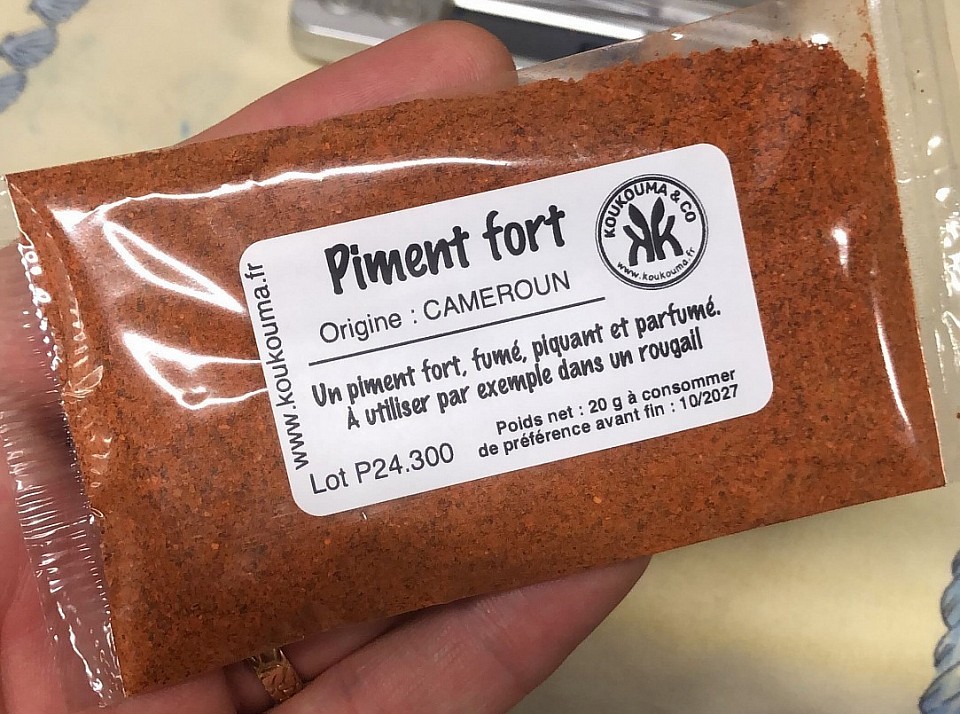 Piment fort
Origine : CAMEROUN
Un piment fort, fumé, piquant et parfumé.
À utiliser par exemple dans un rougail
Poids net : 20 g à consommer
de préférence avant fin : 10/2027
Lot P24.300
www.koukouma.fr
KOUKOUMA & CO
KK
www.koukouma.fr